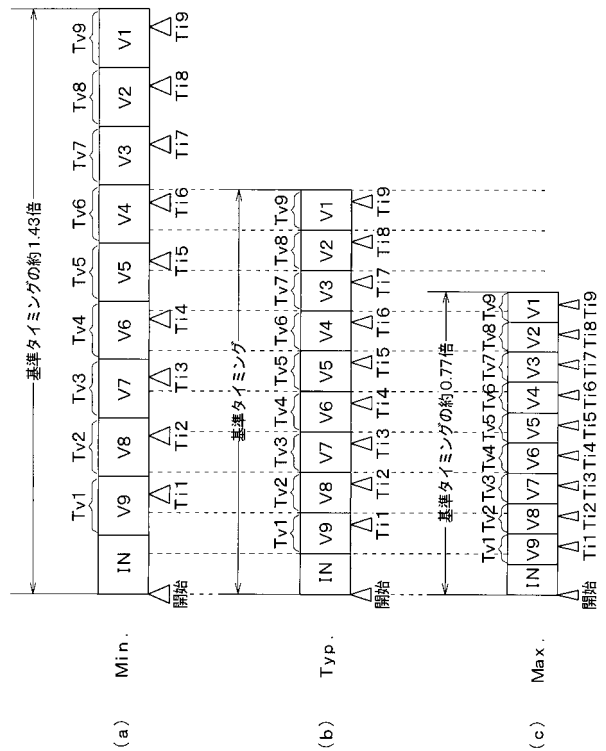 基準タイミングの約1.43倍
Tv1 Tv2 Tv3 Tv4 Tv5 Tv6 Tv7 Tv8 Tv9
IN V9 V8 V7 V6 V5 V4 V3 V2 V1
開始 Ti1 Ti2 Ti3 Ti4 Ti5 Ti6 Ti7 Ti8 Ti9
(a) Min.
基準タイミング
Tv1 Tv2 Tv3 Tv4 Tv5 Tv6 Tv7 Tv8 Tv9
IN V9 V8 V7 V6 V5 V4 V3 V2 V1
開始 Ti1 Ti2 Ti3 Ti4 Ti5 Ti6 Ti7 Ti8 Ti9
(b) Typ.
基準タイミングの約0.77倍
Tv1 Tv2 Tv3 Tv4 Tv5 Tv6 Tv7 Tv8 Tv9
IN V9 V8 V7 V6 V5 V4 V3 V2 V1
開始 Ti1 Ti2 Ti3 Ti4 Ti5 Ti6 Ti7 Ti8 Ti9
(c) Max.